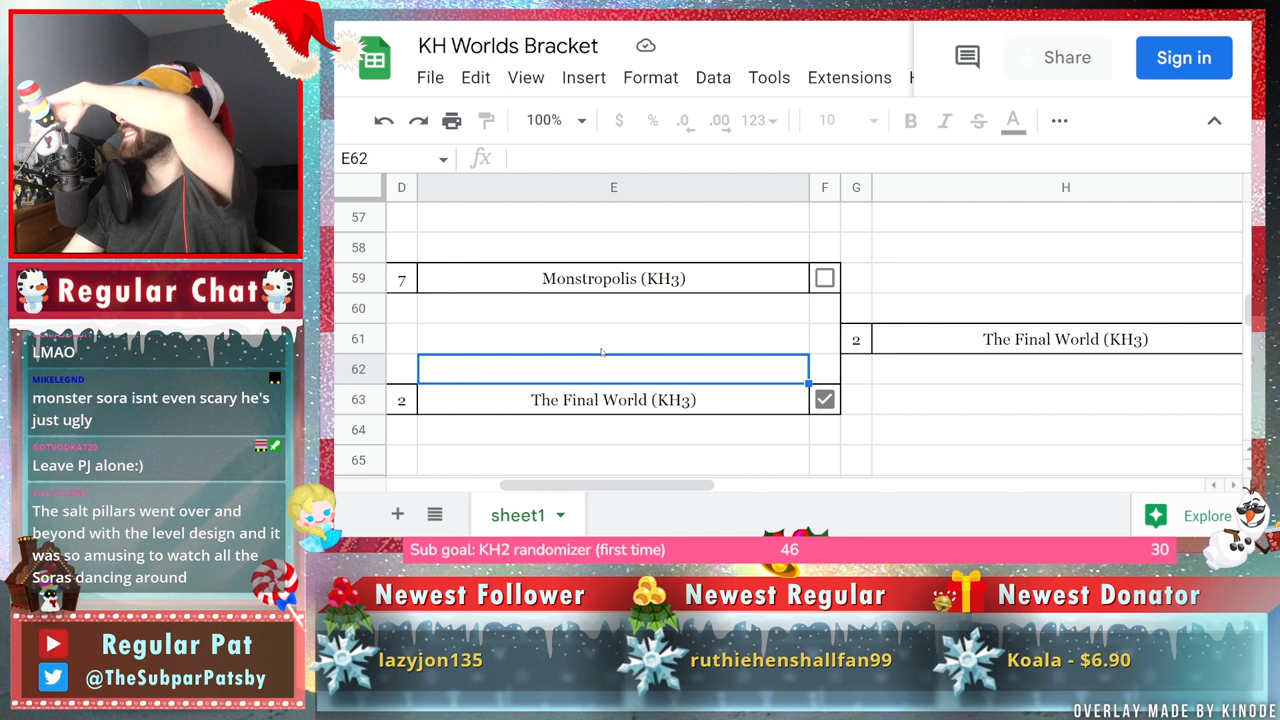 KH Worlds Bracket
File Edit View Insert Format Data Tools Extensions
Share
Sign in
100% $ % .0 .00 123 10 B I S A
E62 fx
D E F G H
57
58
59 7 Monstropolis (KH3)
60
61 2 The Final World (KH3)
62
63 2 The Final World (KH3)
64
65
sheet1
Explore
Regular Chat
LMAO
MIKELEGND
monster sora isnt even scary he's
just ugly
GOTVODKA720
Leave PJ alone:)
The salt pillars went over and
beyond with the level design and it
was so amusing to watch all the
Soras dancing around
Regular Pat
@TheSubparPatsby
Sub goal: KH2 randomizer (first time) 46 30
Newest Follower
lazyjon135
Newest Regular
ruthiehenshallfan99
Newest Donator
Koala - $6.90
OVERLAY MADE BY KINODE